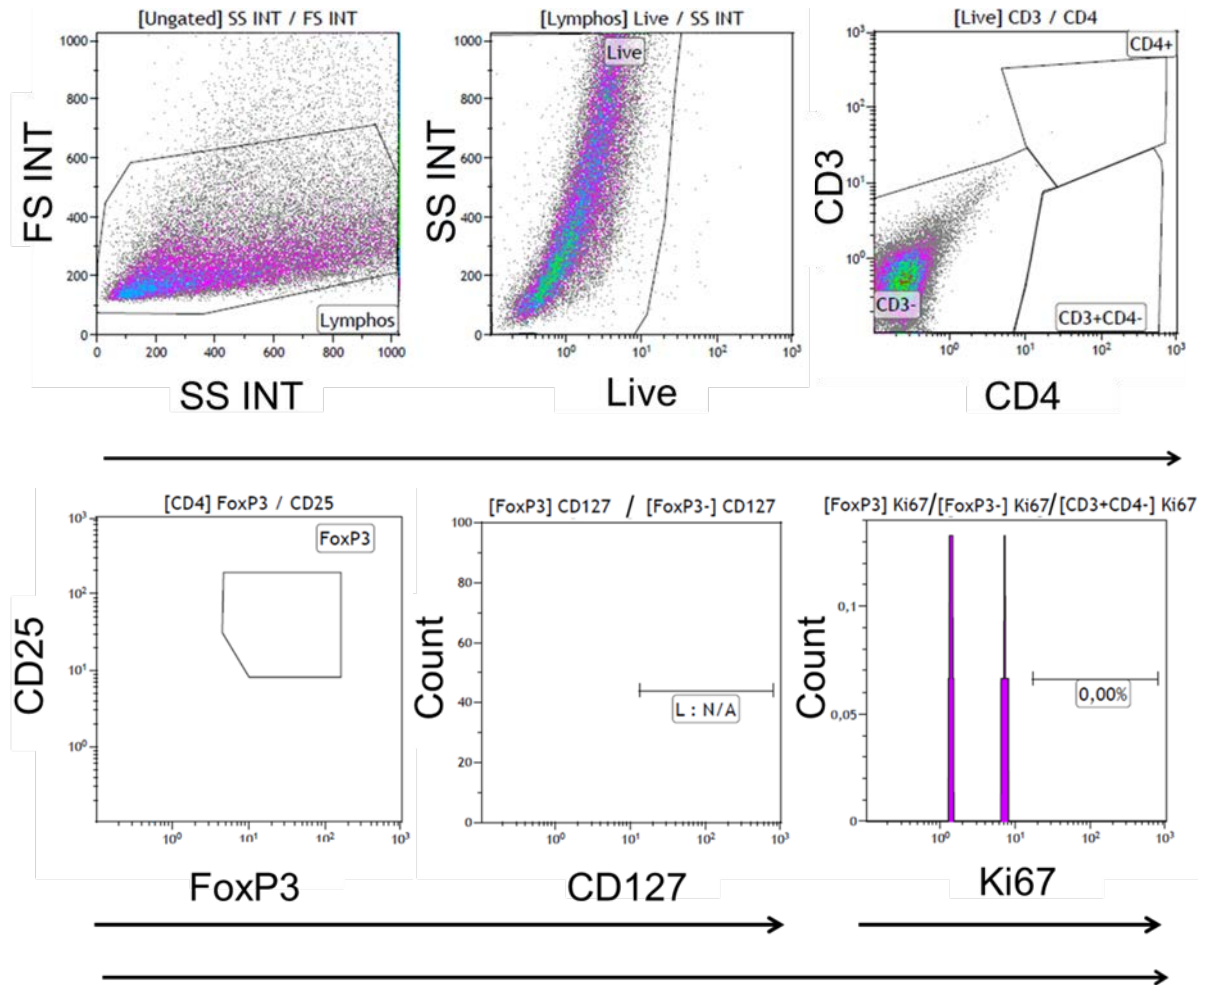 [Ungated] SS INT / FS INT
1000
800
600
400
200
0
0 200 400 600 800 1000
FS INT
SS INT
Lymphos
[Lymphos] Live / SS INT
1000
800
600
400
200
0
10⁰ 10¹ 10² 10³
SS INT
Live
Live
[Live] CD3 / CD4
10³
10²
10¹
10⁰
10⁰ 10¹ 10² 10³
CD3
CD4
CD4+
CD3-
CD3+CD4-
[CD4] FoxP3 / CD25
10³
10²
10¹
10⁰
10⁰ 10¹ 10² 10³
CD25
FoxP3
FoxP3
[FoxP3] CD127 / [FoxP3-] CD127
100
80
60
40
20
0
10⁰ 10¹ 10² 10³
Count
CD127
L : N/A
[FoxP3] Ki67/[FoxP3-] Ki67/[CD3+CD4-] Ki67
0,1
0,05
0
10⁰ 10¹ 10² 10³
Count
Ki67
0,00%